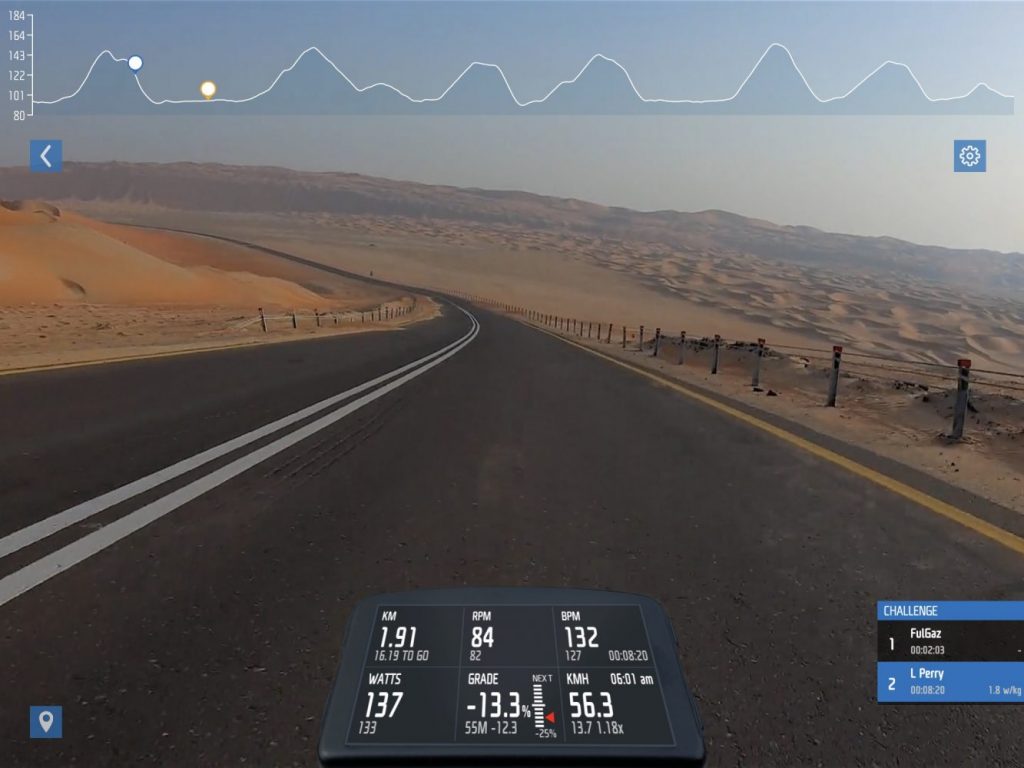 184
164
143
122
101
80
KM
1.91
16.19 TO GO
RPM
84
82
BPM
132
127 00:08:20
WATTS
137
133
GRADE
-13.3%
55M -12.3
NEXT
-25%
KMH 06:01 am
56.3
13.7 1.18x
CHALLENGE
1 FulGaz
00:02:03 -
2 L Perry
00:08:20 1.8 w/kg